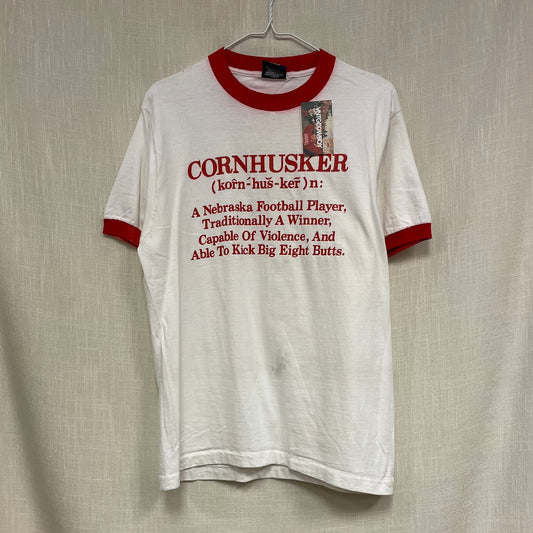 CORNHUSKER
(korn-hus-ker) n:
A Nebraska Football Player,
Traditionally A Winner,
Capable Of Violence, And
Able To Kick Big Eight Butts.